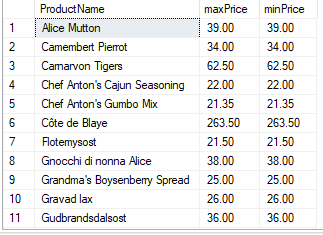 ProductName maxPrice minPrice
1 Alice Mutton 39.00 39.00
2 Camembert Pierrot 34.00 34.00
3 Carnarvon Tigers 62.50 62.50
4 Chef Anton's Cajun Seasoning 22.00 22.00
5 Chef Anton's Gumbo Mix 21.35 21.35
6 Côte de Blaye 263.50 263.50
7 Flotemysost 21.50 21.50
8 Gnocchi di nonna Alice 38.00 38.00
9 Grandma's Boysenberry Spread 25.00 25.00
10 Gravad lax 26.00 26.00
11 Gudbrandsdalsost 36.00 36.00